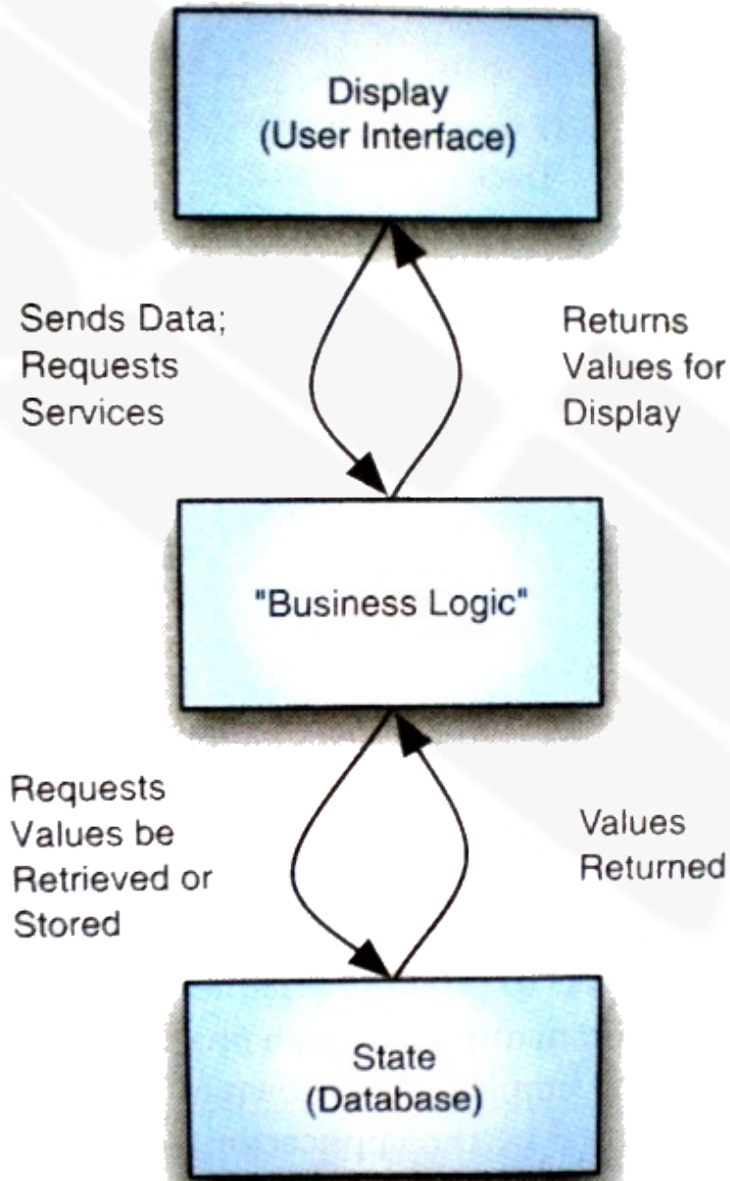 Display
(User Interface)
Sends Data;
Requests
Services
Returns
Values for
Display
"Business Logic"
Requests
Values be
Retrieved or
Stored
Values
Returned
State
(Database)